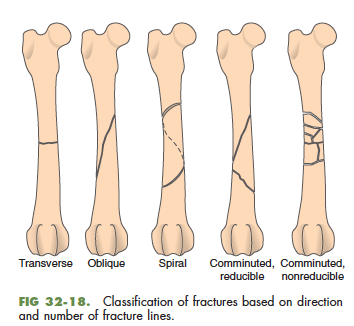 Transverse Oblique Spiral Comminuted, Comminuted,
reducible nonreducible
FIG 32-18. Classification of fractures based on direction
and number of fracture lines.